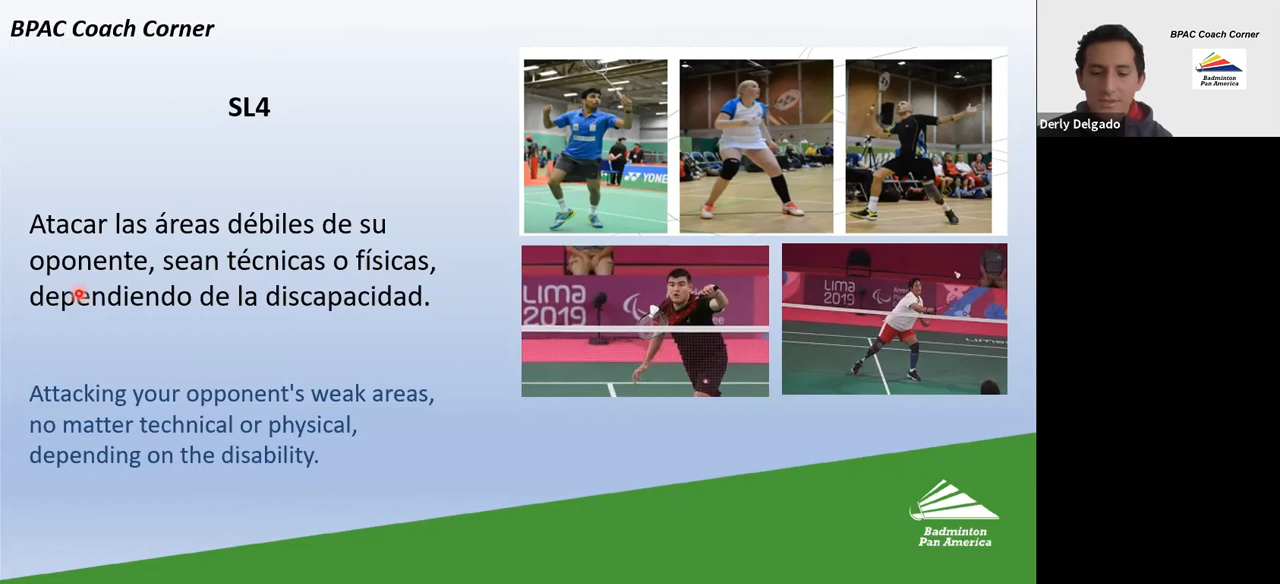 BPAC Coach Corner
SL4
Atacar las áreas débiles de su
oponente, sean técnicas o físicas,
dependiendo de la discapacidad.
Attacking your opponent's weak areas,
no matter technical or physical,
depending on the disability.
YONE
LIMA
2019
Badminton
Pan America
BPAC Coach Corner
Badminton
Pan America
Derly Delgado